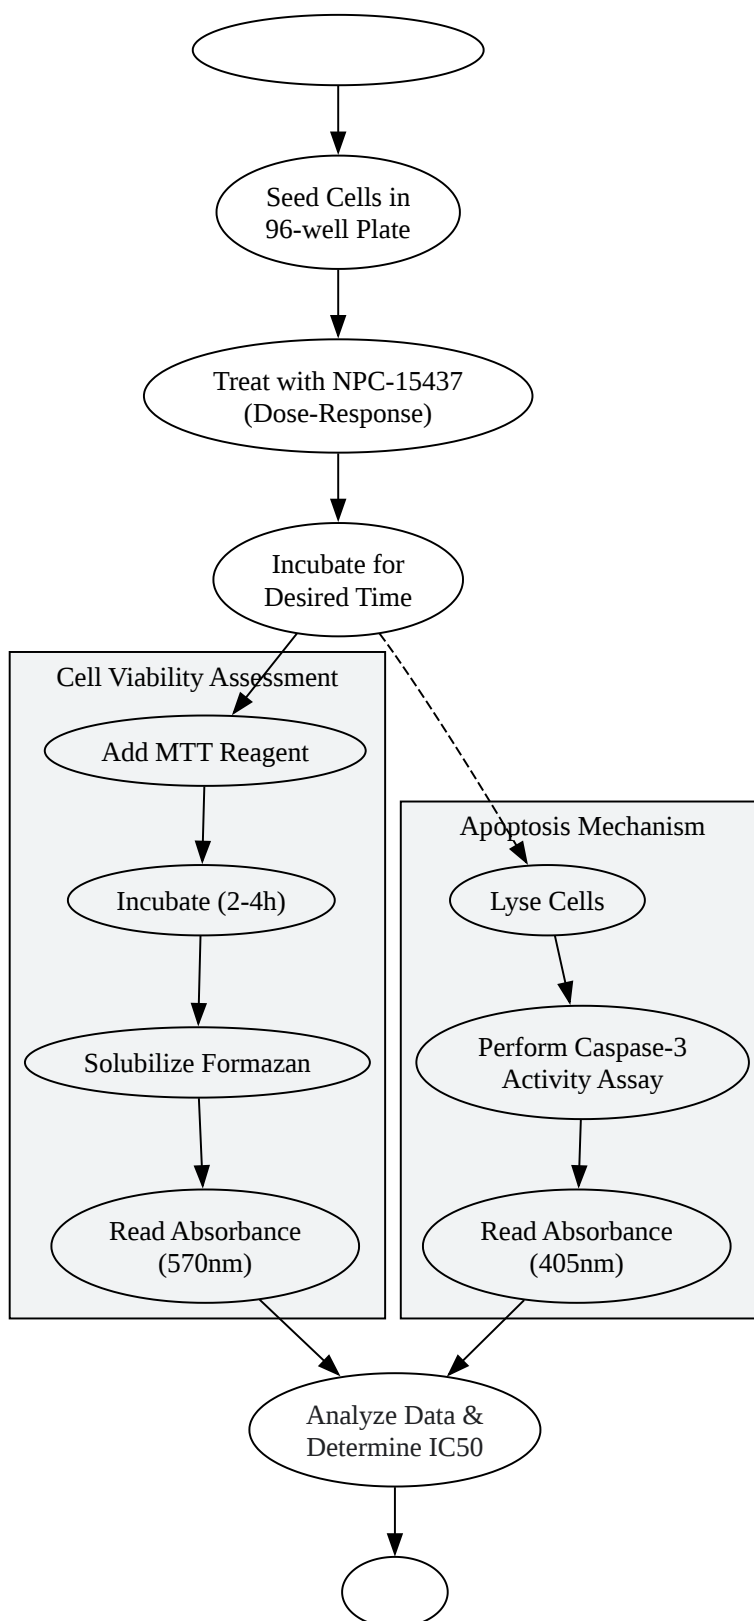 Seed Cells in
96-well Plate
Treat with NPC-15437
(Dose-Response)
Incubate for
Desired Time
Cell Viability Assessment
Add MTT Reagent
Incubate (2-4h)
Solubilize Formazan
Read Absorbance
(570nm)
Apoptosis Mechanism
Lyse Cells
Perform Caspase-3
Activity Assay
Read Absorbance
(405nm)
Analyze Data &
Determine IC50